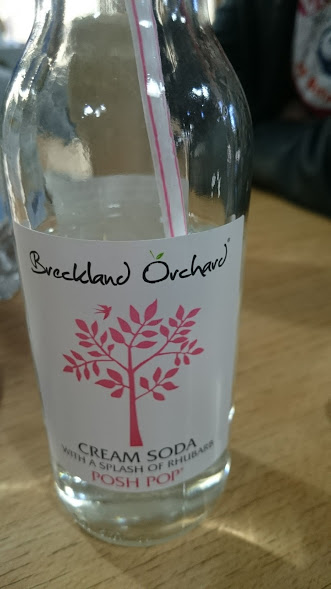 Breckland Orchard®
CREAM SODA
WITH A SPLASH OF RHUBARB
POSH POP®